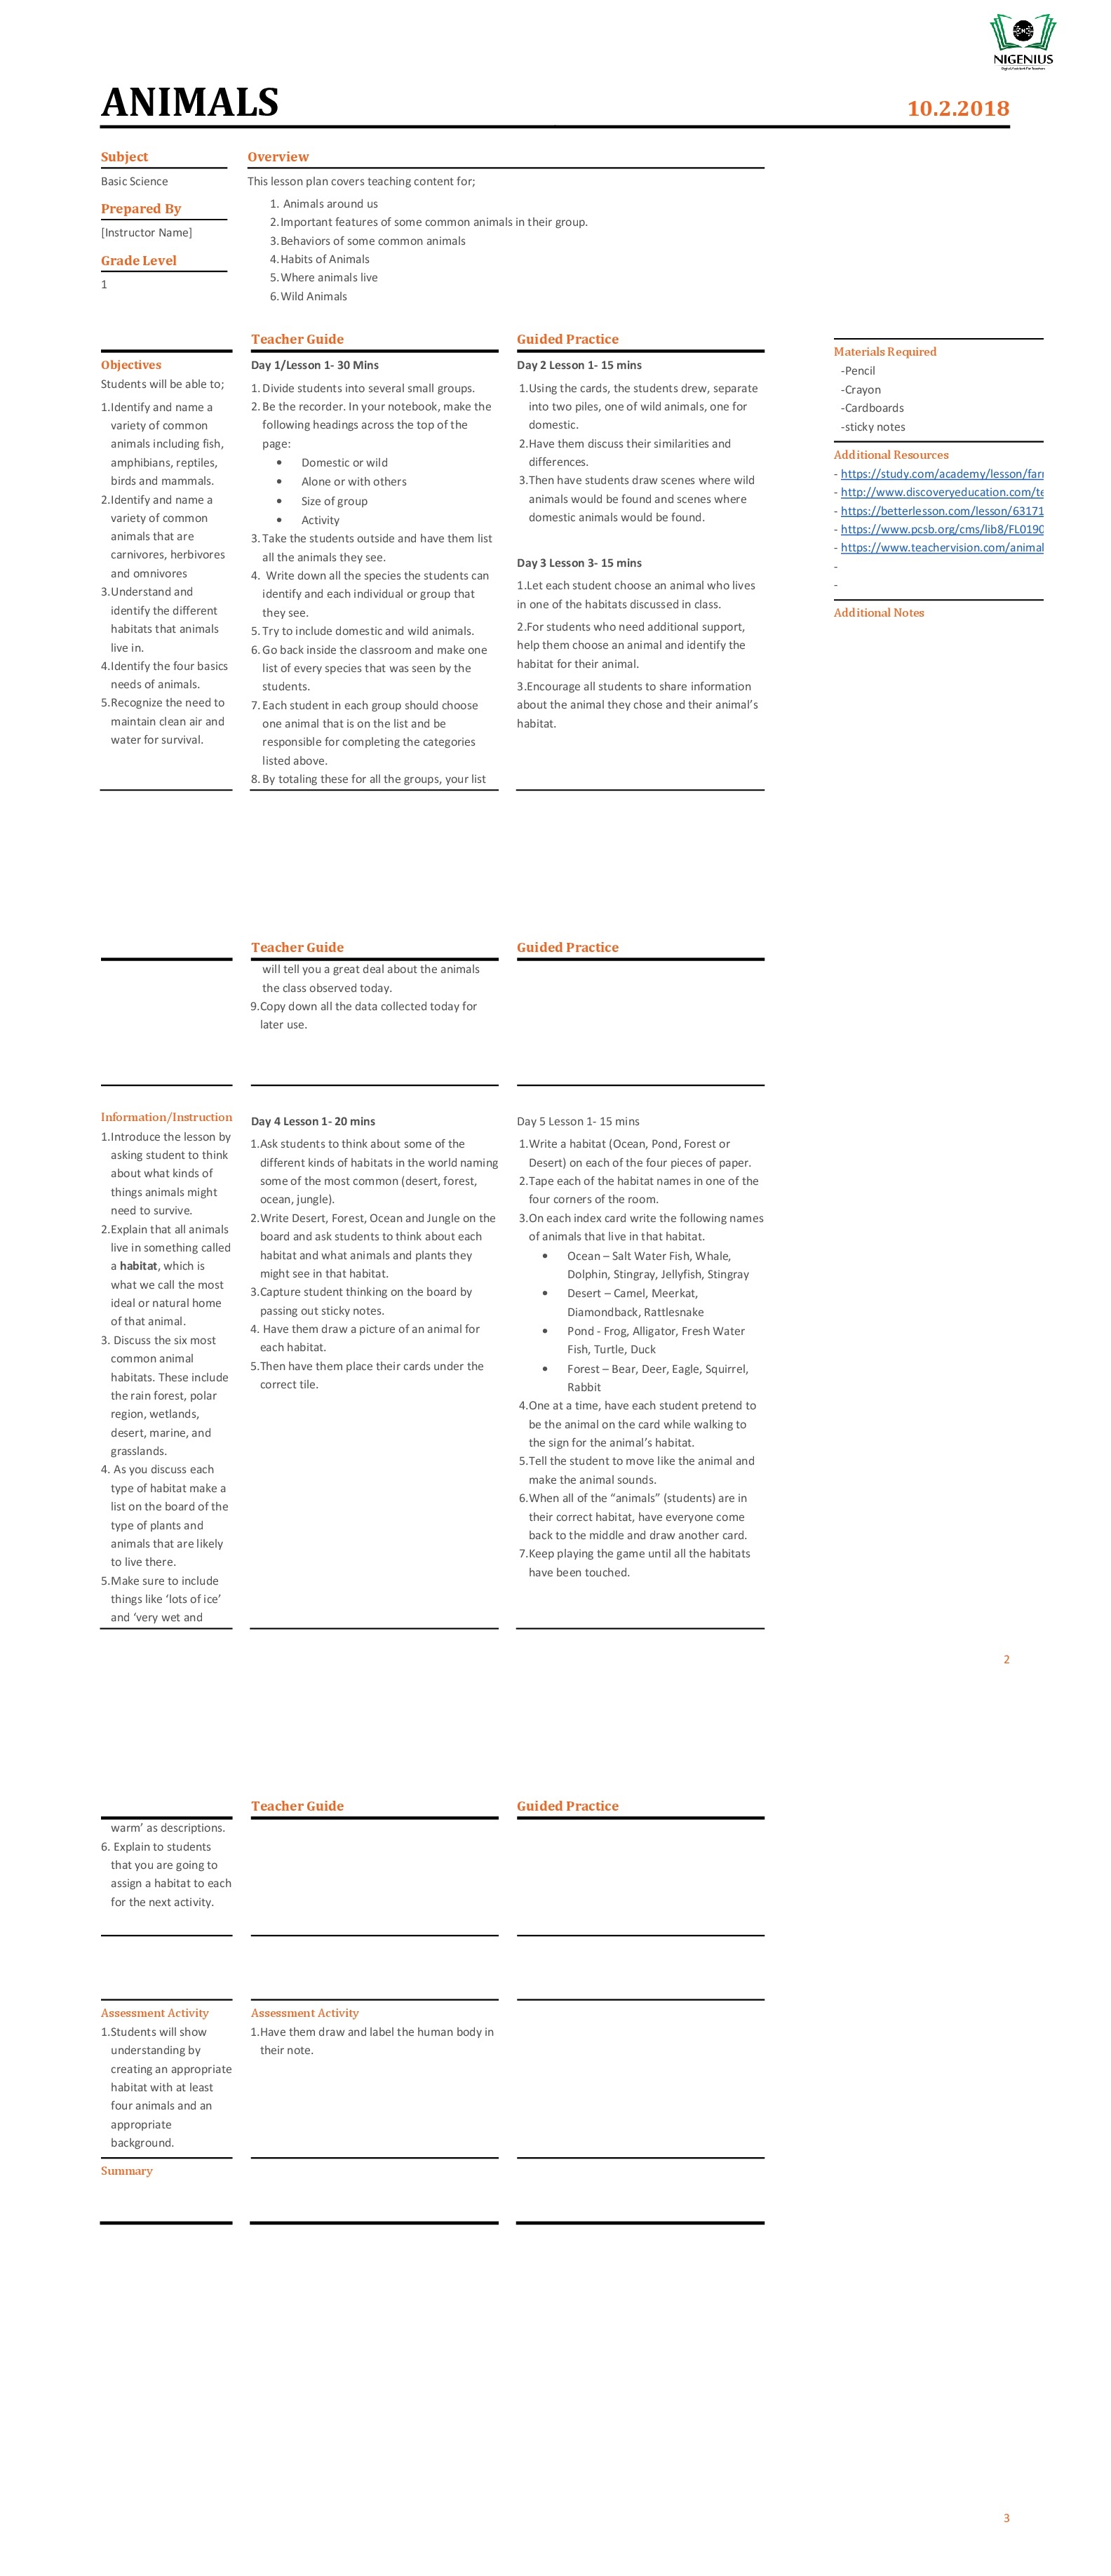 NIGENIUS
Digital Assistant For Teachers
ANIMALS
10.2.2018
Subject
Basic Science
Prepared By
[Instructor Name]
Grade Level
1
Overview
This lesson plan covers teaching content for;
1. Animals around us
2.Important features of some common animals in their group.
3.Behaviors of some common animals
4.Habits of Animals
5.Where animals live
6.Wild Animals
Objectives
Students will be able to;
1.Identify and name a
variety of common
animals including fish,
amphibians, reptiles,
birds and mammals.
2.Identify and name a
variety of common
animals that are
carnivores, herbivores
and omnivores
3.Understand and
identify the different
habitats that animals
live in.
4.Identify the four basics
needs of animals.
5.Recognize the need to
maintain clean air and
water for survival.
Teacher Guide
Day 1/Lesson 1- 30 Mins
1. Divide students into several small groups.
2. Be the recorder. In your notebook, make the
following headings across the top of the
page:
• Domestic or wild
• Alone or with others
• Size of group
• Activity
3. Take the students outside and have them list
all the animals they see.
4. Write down all the species the students can
identify and each individual or group that
they see.
5. Try to include domestic and wild animals.
6. Go back inside the classroom and make one
list of every species that was seen by the
students.
7. Each student in each group should choose
one animal that is on the list and be
responsible for completing the categories
listed above.
8. By totaling these for all the groups, your list
Guided Practice
Day 2 Lesson 1- 15 mins
1.Using the cards, the students drew, separate
into two piles, one of wild animals, one for
domestic.
2.Have them discuss their similarities and
differences.
3.Then have students draw scenes where wild
animals would be found and scenes where
domestic animals would be found.
Day 3 Lesson 3- 15 mins
1.Let each student choose an animal who lives
in one of the habitats discussed in class.
2.For students who need additional support,
help them choose an animal and identify the
habitat for their animal.
3.Encourage all students to share information
about the animal they chose and their animal's
habitat.
Materials Required
-Pencil
-Crayon
-Cardboards
-sticky notes
Additional Resources
- https://study.com/academy/lesson/farm
- http://www.discoveryeducation.com/te
- https://betterlesson.com/lesson/63171
- https://www.pcsb.org/cms/lib8/FL0190
- https://www.teachervision.com/animal
-
-
Additional Notes
Teacher Guide
will tell you a great deal about the animals
the class observed today.
9.Copy down all the data collected today for
later use.
Guided Practice
Information/Instruction
1.Introduce the lesson by
asking student to think
about what kinds of
things animals might
need to survive.
2.Explain that all animals
live in something called
a habitat, which is
what we call the most
ideal or natural home
of that animal.
3. Discuss the six most
common animal
habitats. These include
the rain forest, polar
region, wetlands,
desert, marine, and
grasslands.
4. As you discuss each
type of habitat make a
list on the board of the
type of plants and
animals that are likely
to live there.
5.Make sure to include
things like 'lots of ice'
and 'very wet and
Day 4 Lesson 1- 20 mins
1.Ask students to think about some of the
different kinds of habitats in the world naming
some of the most common (desert, forest,
ocean, jungle).
2.Write Desert, Forest, Ocean and Jungle on the
board and ask students to think about each
habitat and what animals and plants they
might see in that habitat.
3.Capture student thinking on the board by
passing out sticky notes.
4. Have them draw a picture of an animal for
each habitat.
5.Then have them place their cards under the
correct tile.
Day 5 Lesson 1- 15 mins
1.Write a habitat (Ocean, Pond, Forest or
Desert) on each of the four pieces of paper.
2.Tape each of the habitat names in one of the
four corners of the room.
3.On each index card write the following names
of animals that live in that habitat.
• Ocean – Salt Water Fish, Whale,
Dolphin, Stingray, Jellyfish, Stingray
• Desert – Camel, Meerkat,
Diamondback, Rattlesnake
• Pond - Frog, Alligator, Fresh Water
Fish, Turtle, Duck
• Forest – Bear, Deer, Eagle, Squirrel,
Rabbit
4.One at a time, have each student pretend to
be the animal on the card while walking to
the sign for the animal's habitat.
5.Tell the student to move like the animal and
make the animal sounds.
6.When all of the "animals" (students) are in
their correct habitat, have everyone come
back to the middle and draw another card.
7.Keep playing the game until all the habitats
have been touched.
2
Teacher Guide
Guided Practice
warm' as descriptions.
6. Explain to students
that you are going to
assign a habitat to each
for the next activity.
Assessment Activity
1.Students will show
understanding by
creating an appropriate
habitat with at least
four animals and an
appropriate
background.
Assessment Activity
1.Have them draw and label the human body in
their note.
Summary
3